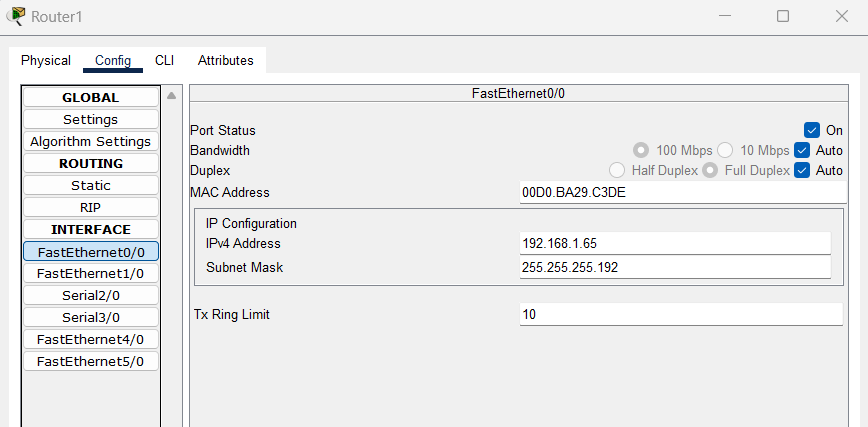 Router1
Physical Config CLI Attributes
GLOBAL
Settings
Algorithm Settings
ROUTING
Static
RIP
INTERFACE
FastEthernet0/0
FastEthernet1/0
Serial2/0
Serial3/0
FastEthernet4/0
FastEthernet5/0
FastEthernet0/0
Port Status On
Bandwidth 100 Mbps 10 Mbps Auto
Duplex Half Duplex Full Duplex Auto
MAC Address 00D0.BA29.C3DE
IP Configuration
IPv4 Address 192.168.1.65
Subnet Mask 255.255.255.192
Tx Ring Limit 10